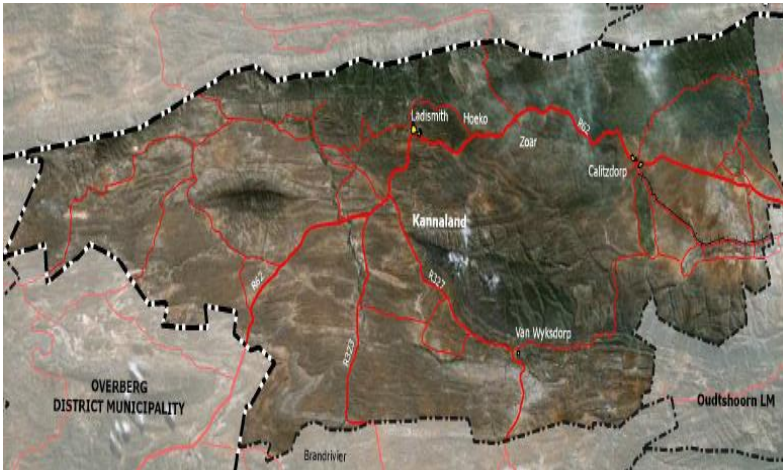 Ladismith
Hoeko
R62
Zoar
Calitzdorp
Kannaland
R62
R327
R323
Van Wyksdorp
OVERBERG
DISTRICT MUNICIPALITY
Oudtshoorn LM
Brandrivier